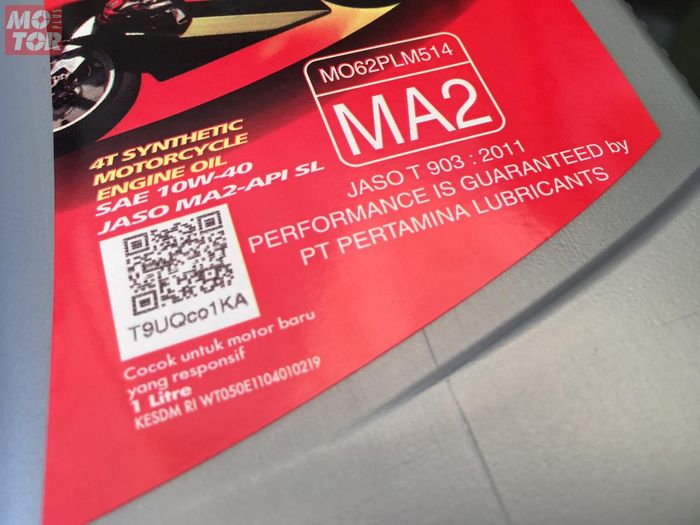 MOTOR PLUS
MO62PLM514
MA2
JASO T 903 : 2011
PERFORMANCE IS GUARANTEED by
PT PERTAMINA LUBRICANTS
4T SYNTHETIC
MOTORCYCLE
ENGINE OIL
SAE 10W-40
JASO MA2-API SL
T9UQco1KA
Cocok untuk motor baru
yang responsif
1 Litre
KESDM RI WT050E1104010219